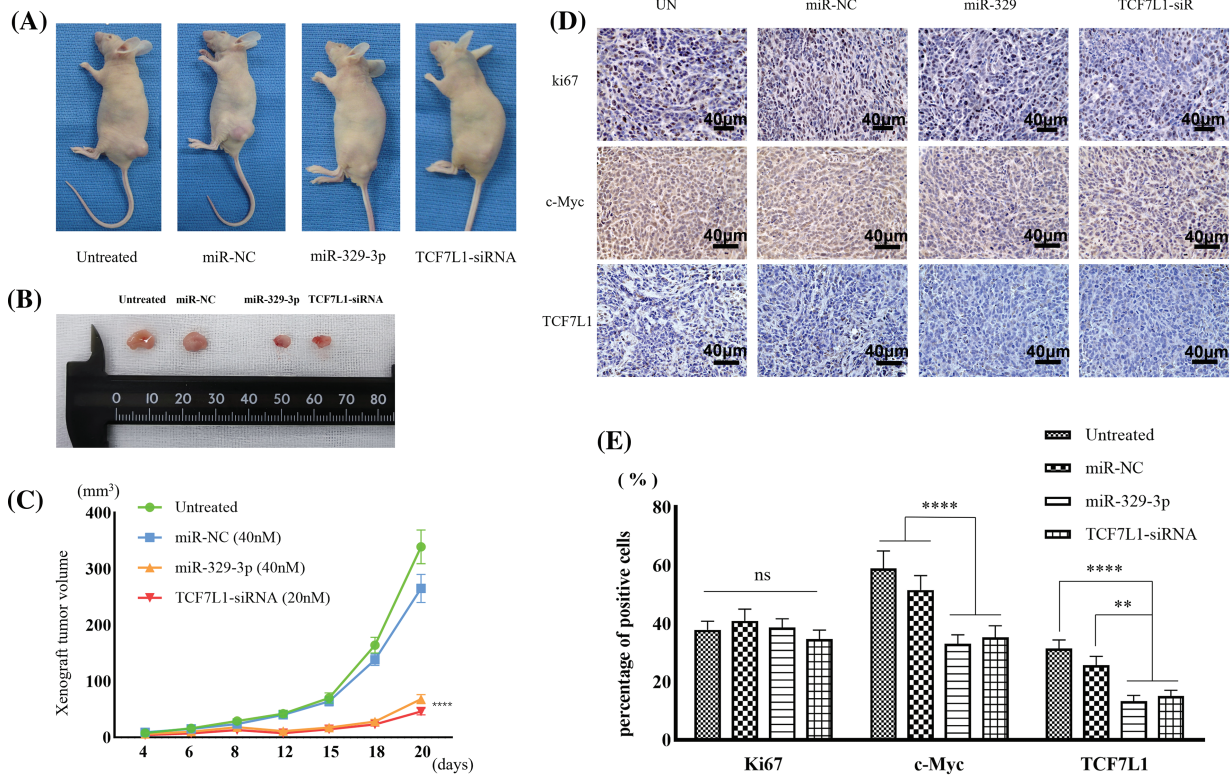 (A)
Untreated
miR-NC
miR-329-3p
TCF7L1-siRNA
(B)
Untreated miR-NC miR-329-3p TCF7L1-siRNA
0 10 20 30 40 50 60 70 80
(C)
(mm³)
Xenograft tumor volume
400
300
200
100
0
Untreated
miR-NC (40nM)
miR-329-3p (40nM)
TCF7L1-siRNA (20nM)
****
4 6 8 12 15 18 20
(days)
(D)
UN miR-NC miR-329 TCF7L1-siR
ki67
40µm 40µm 40µm 40µm
c-Myc
40µm 40µm 40µm 40µm
TCF7L1
40µm 40µm 40µm 40µm
(E)
Untreated
miR-NC
miR-329-3p
TCF7L1-siRNA
(%)
percentage of positive cells
80
60
40
20
0
ns
****
****
**
Ki67 c-Myc TCF7L1